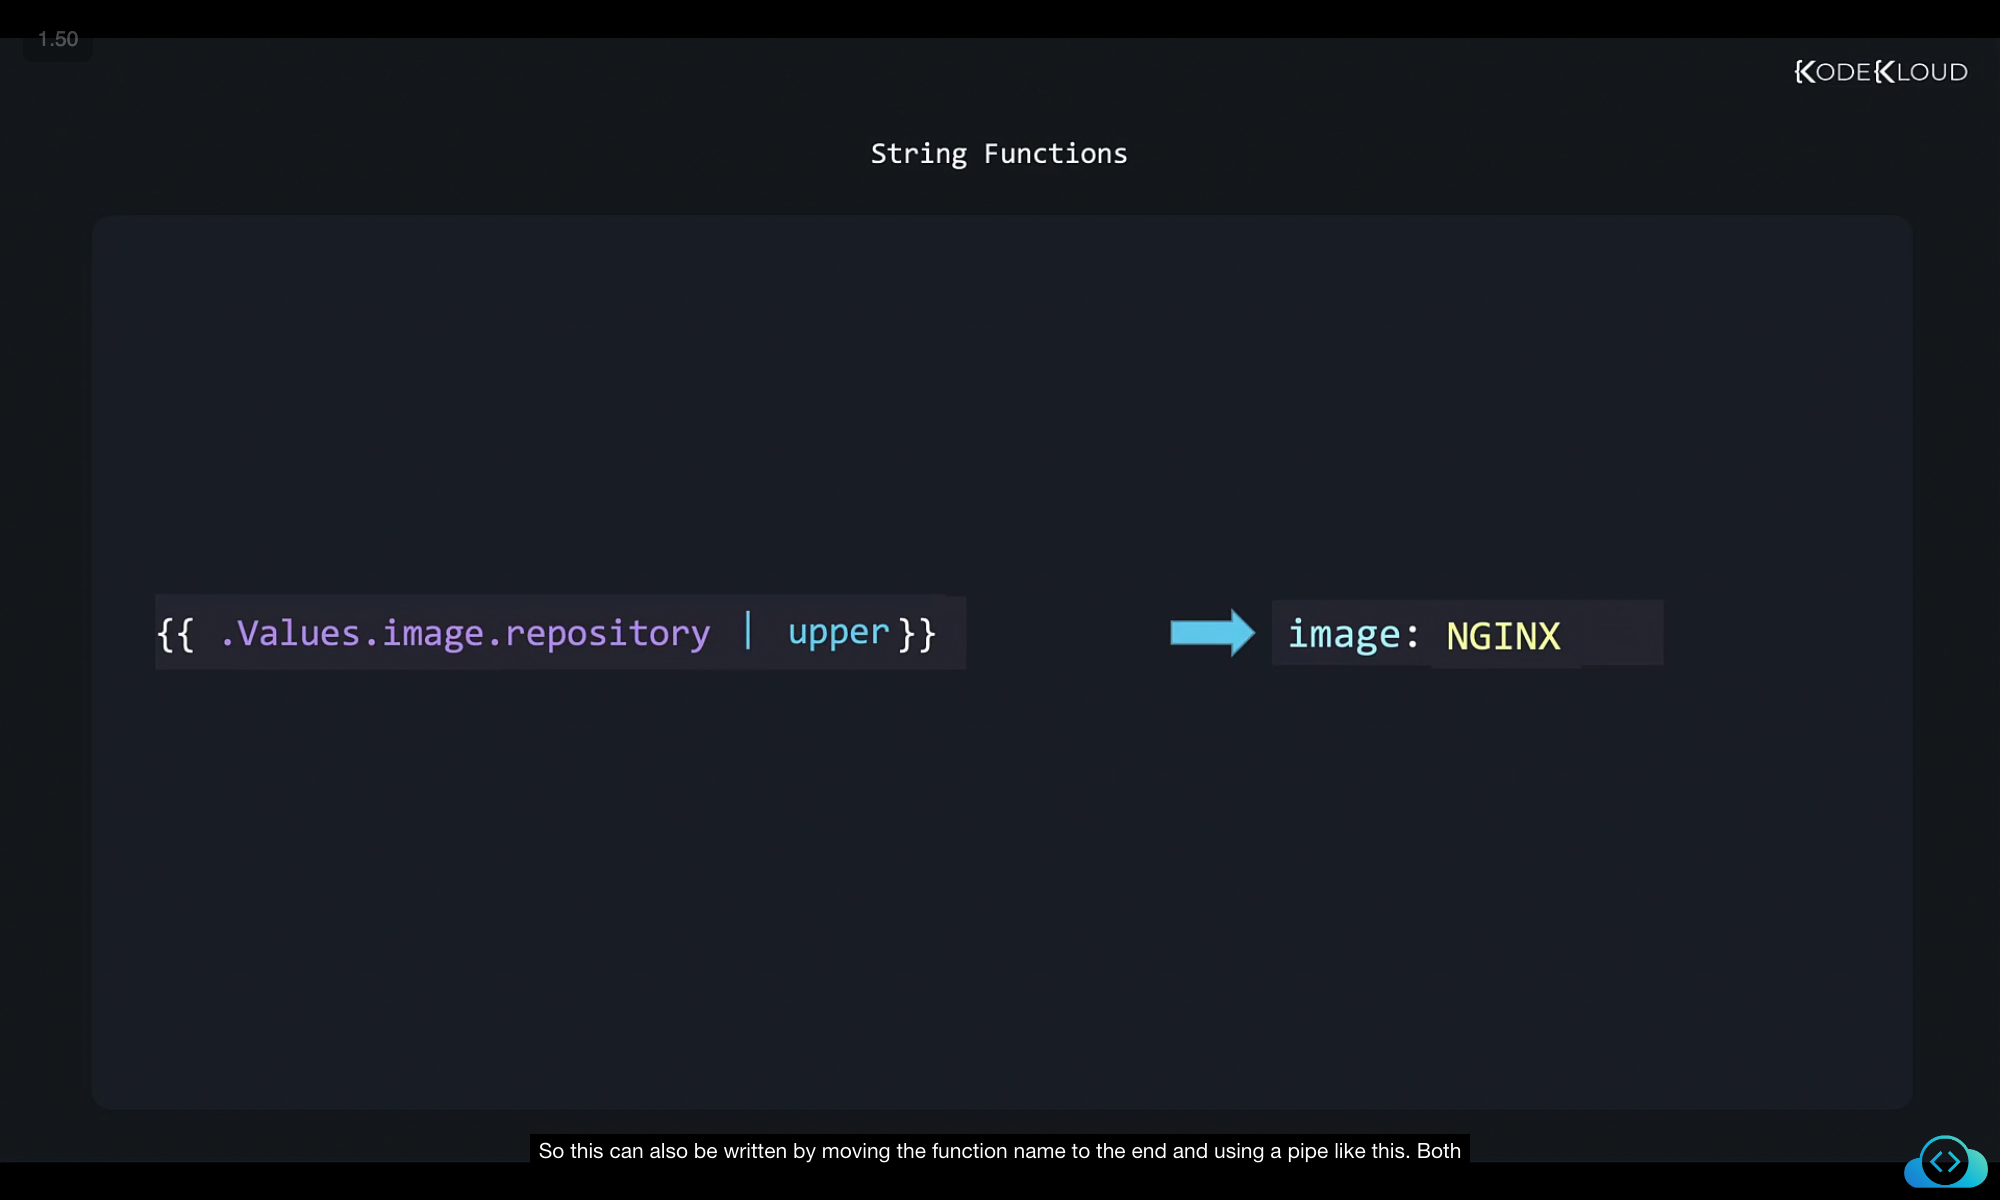 1.50
KODEKLOUD
String Functions
{{ .Values.image.repository | upper }}
image: NGINX
So this can also be written by moving the function name to the end and using a pipe like this. Both